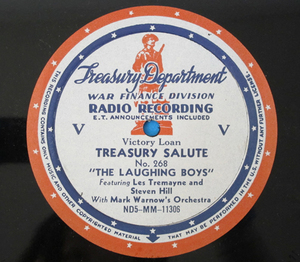 Treasury Department
WAR FINANCE DIVISION
RADIO RECORDING
E.T. ANNOUNCEMENTS INCLUDED
V V
Victory Loan
TREASURY SALUTE
No. 268
"THE LAUGHING BOYS"
Featuring Les Tremayne and
Steven Hill
With Mark Warnow's Orchestra
ND5-MM-11306
THIS RECORDING CONTAINS ONLY MUSIC AND OTHER COPYRIGHTED MATERIAL THAT MAY BE PERFORMED IN THE U.S. WITHOUT ANY FURTHER LICENSE.